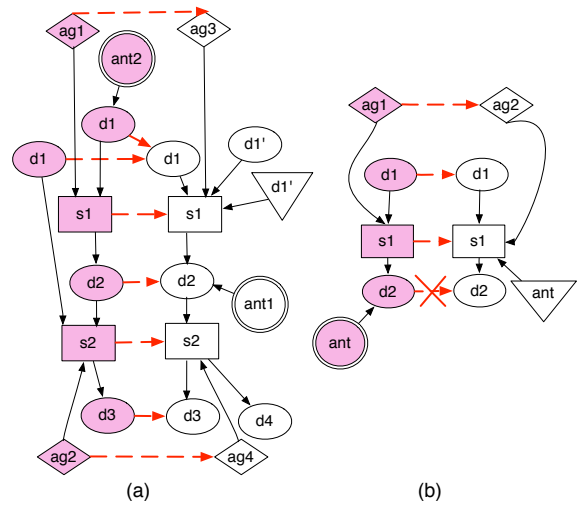 ag1
ag3
ant2
d1
d1
d1
d1'
d1'
s1
s1
d2
d2
ant1
s2
s2
d3
d3
d4
ag2
ag4
(a)
ag1
ag2
d1
d1
s1
s1
d2
d2
ant
ant
(b)